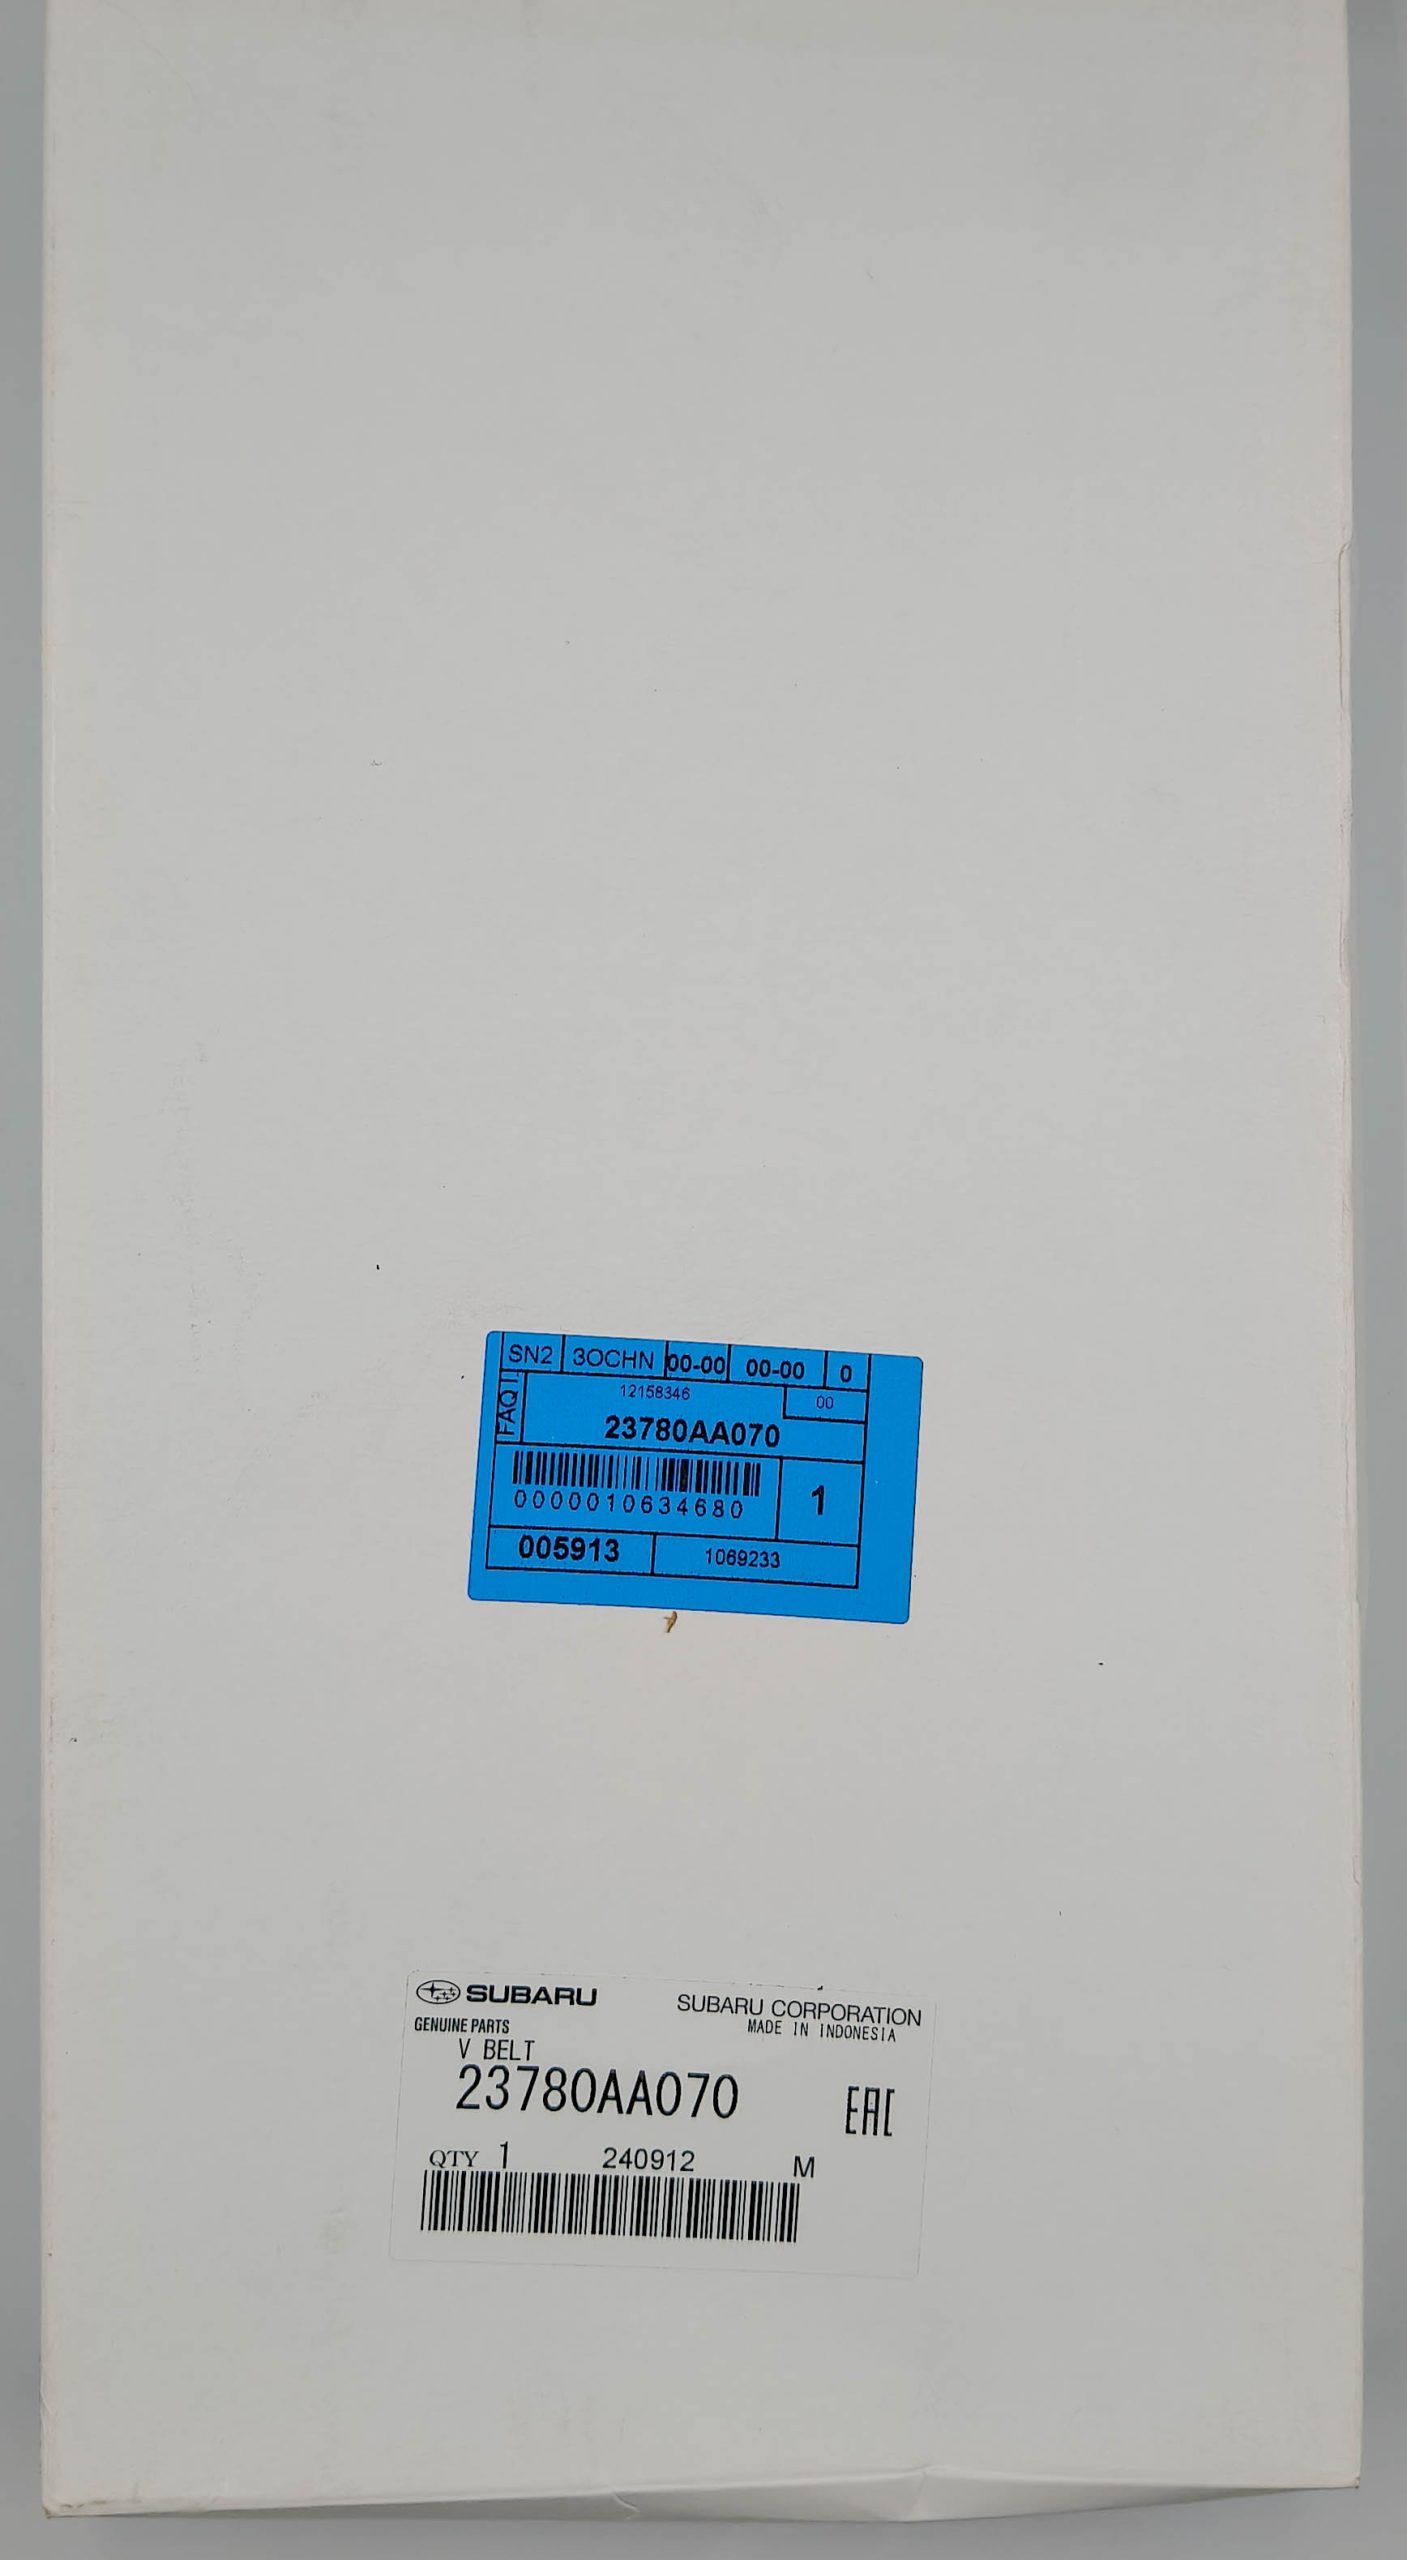 SN2 3OCHN 00-00 00-00 0
12158346 00
FAQ1
23780AA070
0000010634680
1
005913 1069233
SUBARU SUBARU CORPORATION
GENUINE PARTS MADE IN INDONESIA
V BELT
23780AA070
EAC
QTY 1 240912 M